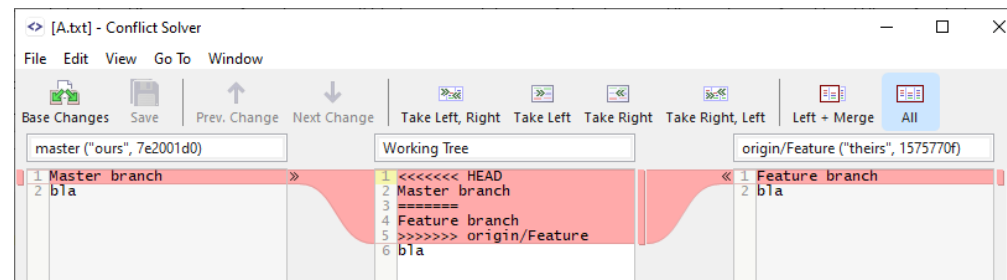 [A.txt] - Conflict Solver
File Edit View Go To Window
Base Changes Save Prev. Change Next Change Take Left, Right Take Left Take Right Take Right, Left Left + Merge All
master ("ours", 7e2001d0) Working Tree origin/Feature ("theirs", 1575770f)
1 Master branch » 1 <<<<<<< HEAD « 1 Feature branch
2 bla 2 Master branch 2 bla
3 =======
4 Feature branch
5 >>>>>>> origin/Feature
6 bla